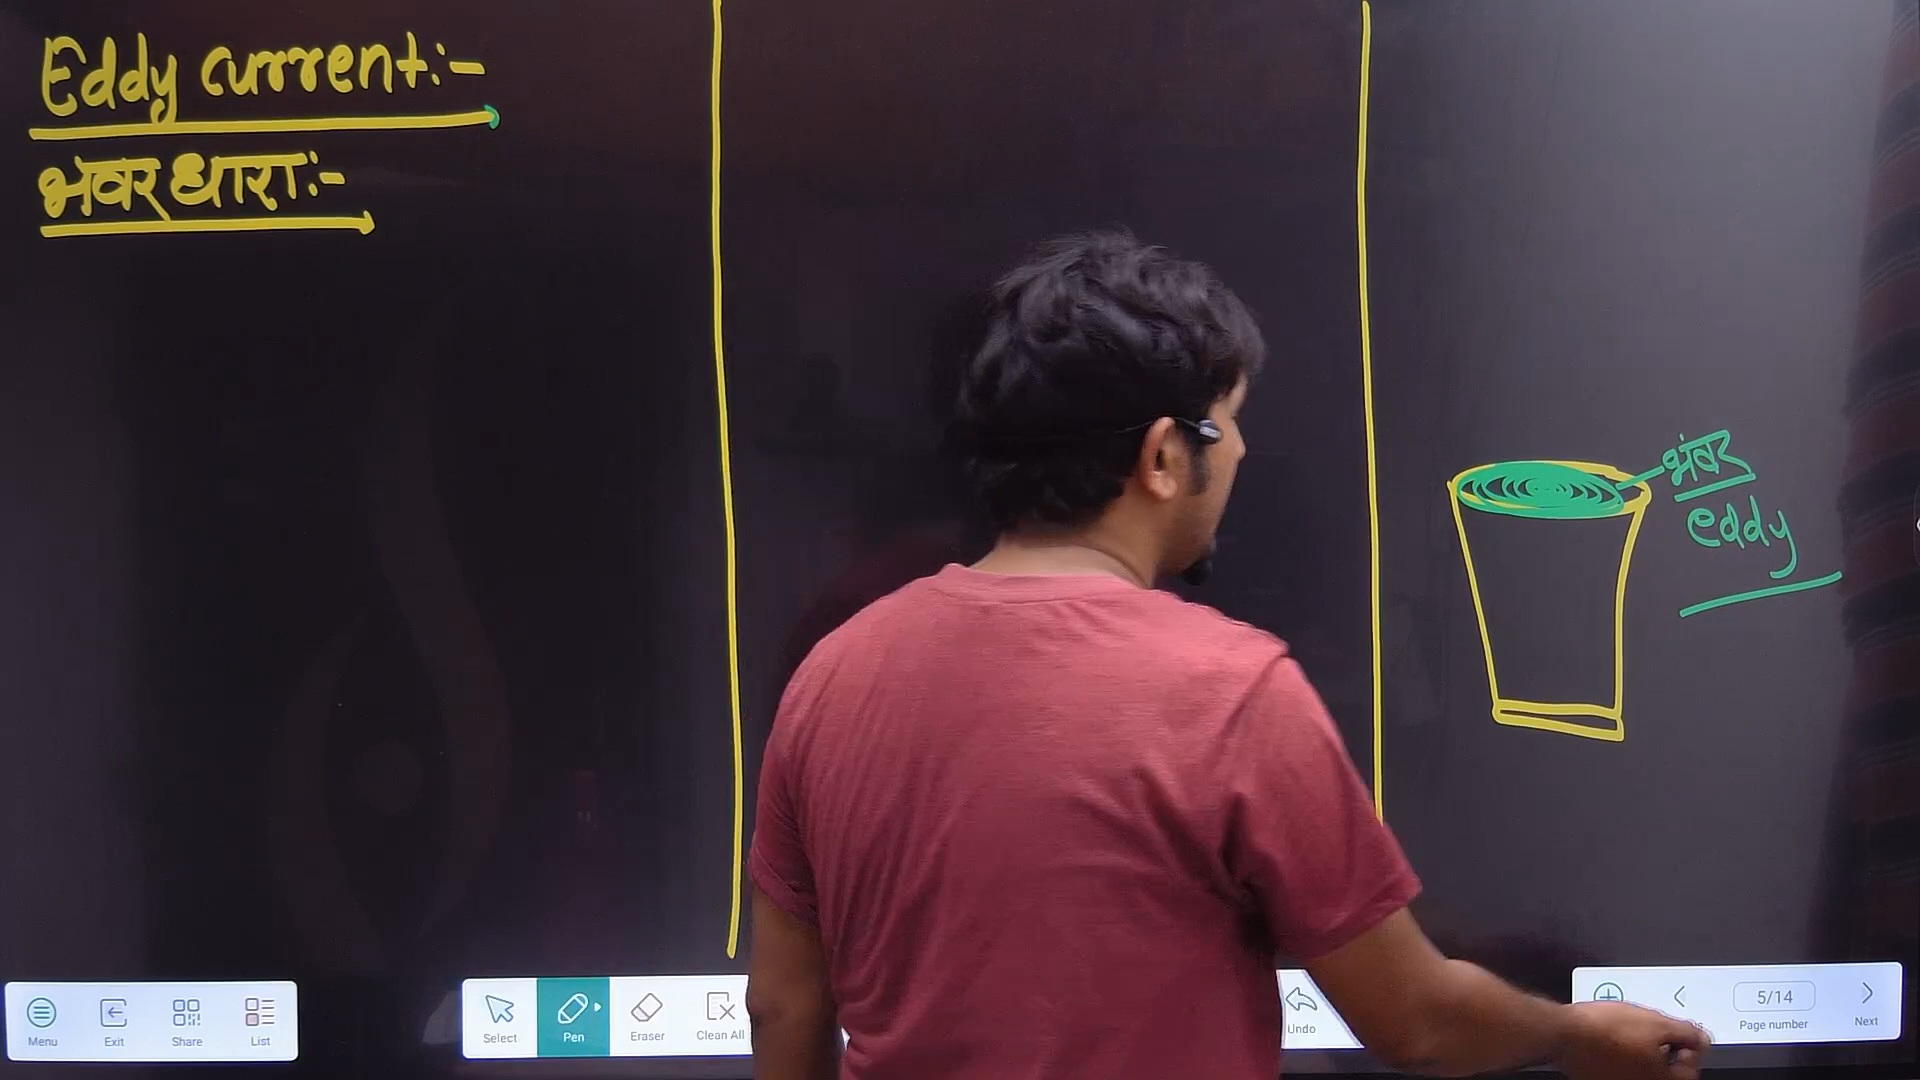 Eddy current:-
भवर धारा:-
भंवर
eddy
Menu
Exit
Share
List
Select
Pen
Eraser
Clean All
Undo
5/14
Page number
Next